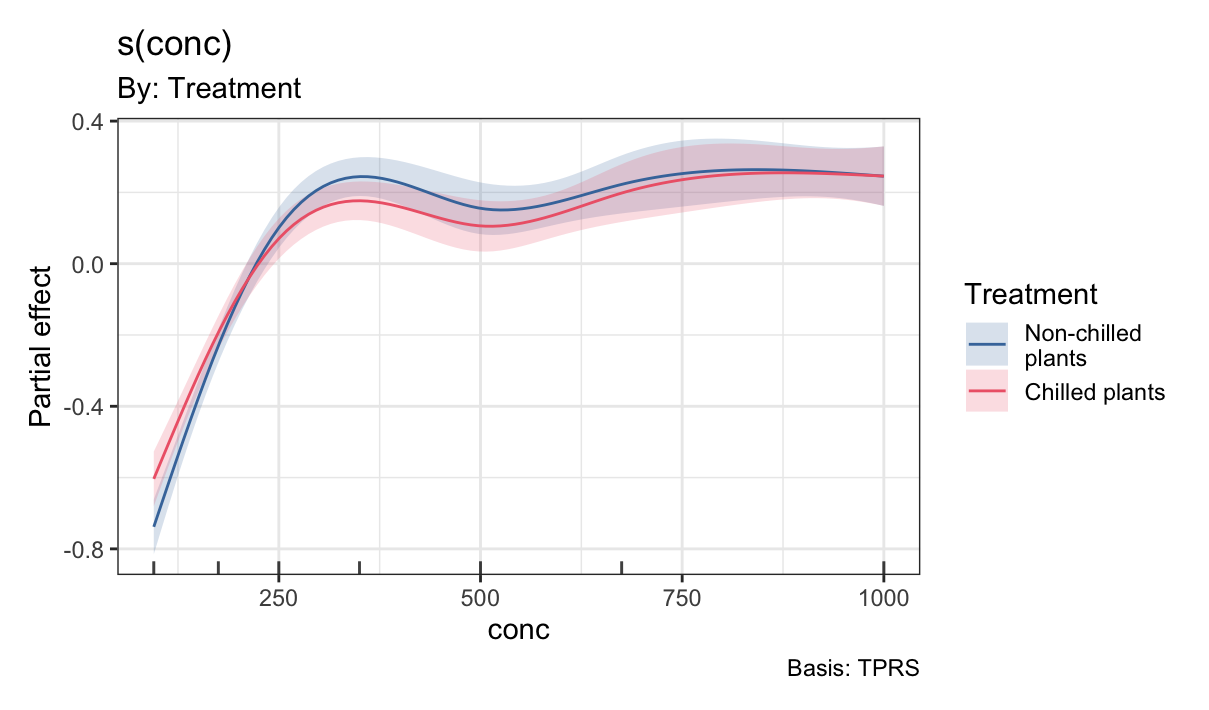 s(conc)
By: Treatment
0.4
0.0
-0.4
-0.8
Partial effect
250 500 750 1000
conc
Basis: TPRS
Treatment
Non-chilled
plants
Chilled plants